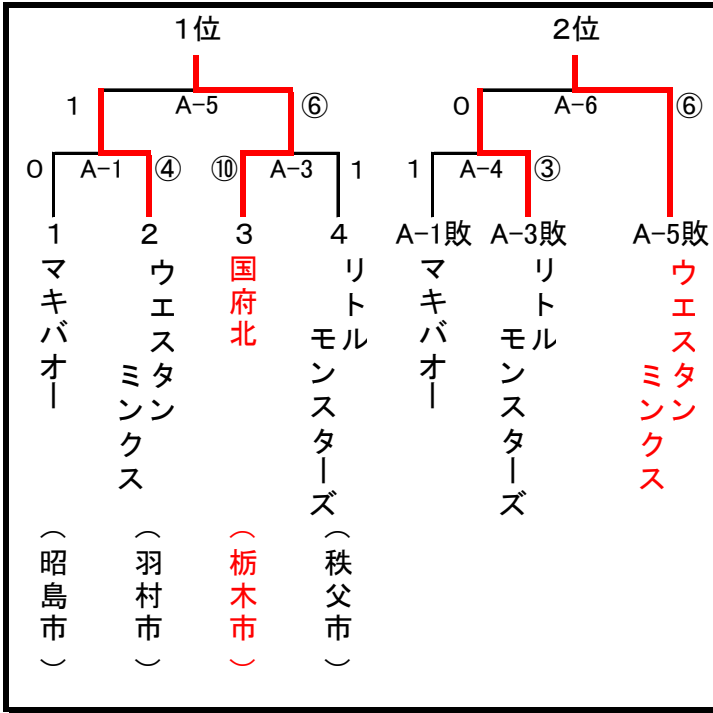 1位
2位
1
A-5
⑥
0
A-6
⑥
0
A-1
④
⑩
A-3
1
1
A-4
③
1
2
3
4
A-1敗
A-3敗
A-5敗
マキバオー
ウエスタン
ミンクス
国府北
リトル
モンスターズ
マキバオー
リトル
モンスターズ
ウエスタン
ミンクス
(昭島市)
(羽村市)
(栃木市)
(秩父市)